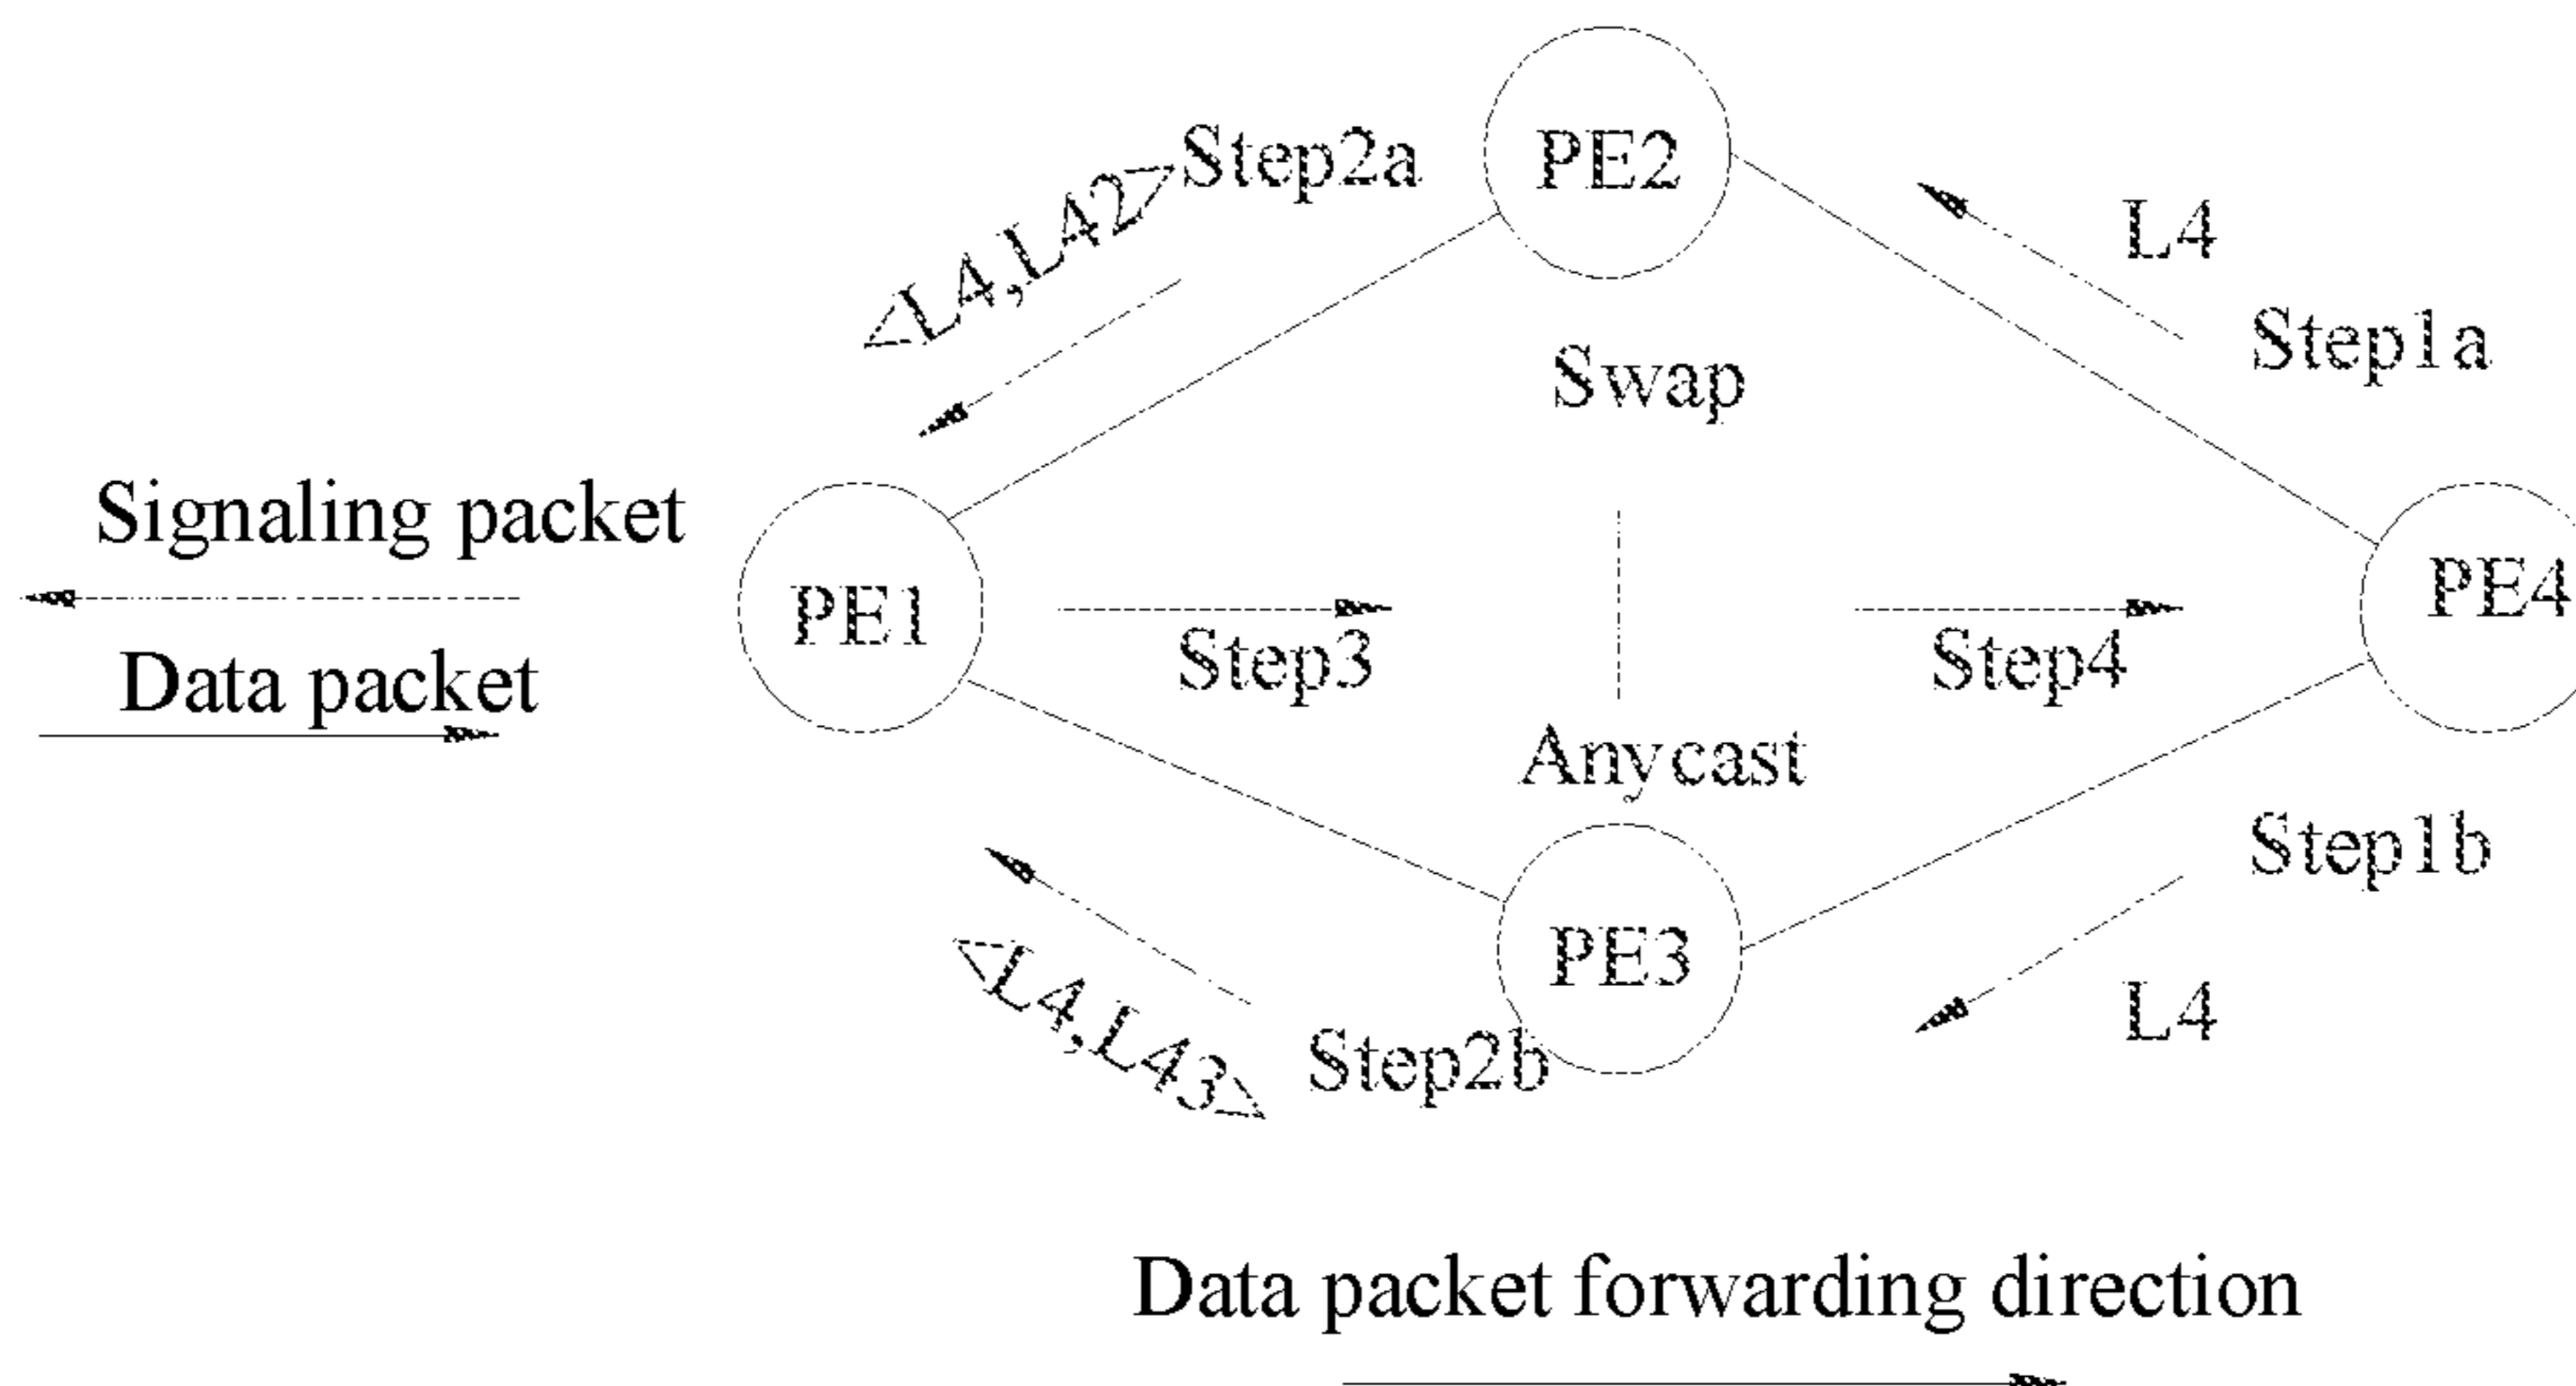 Step2a
PE2
<L4,L42>
L4
Step1a
Swap
Signaling packet
PE1
PE4
Step3
Step4
Data packet
Anycast
Step1b
PE3
<L4,L43>
L4
Step2b
Data packet forwarding direction